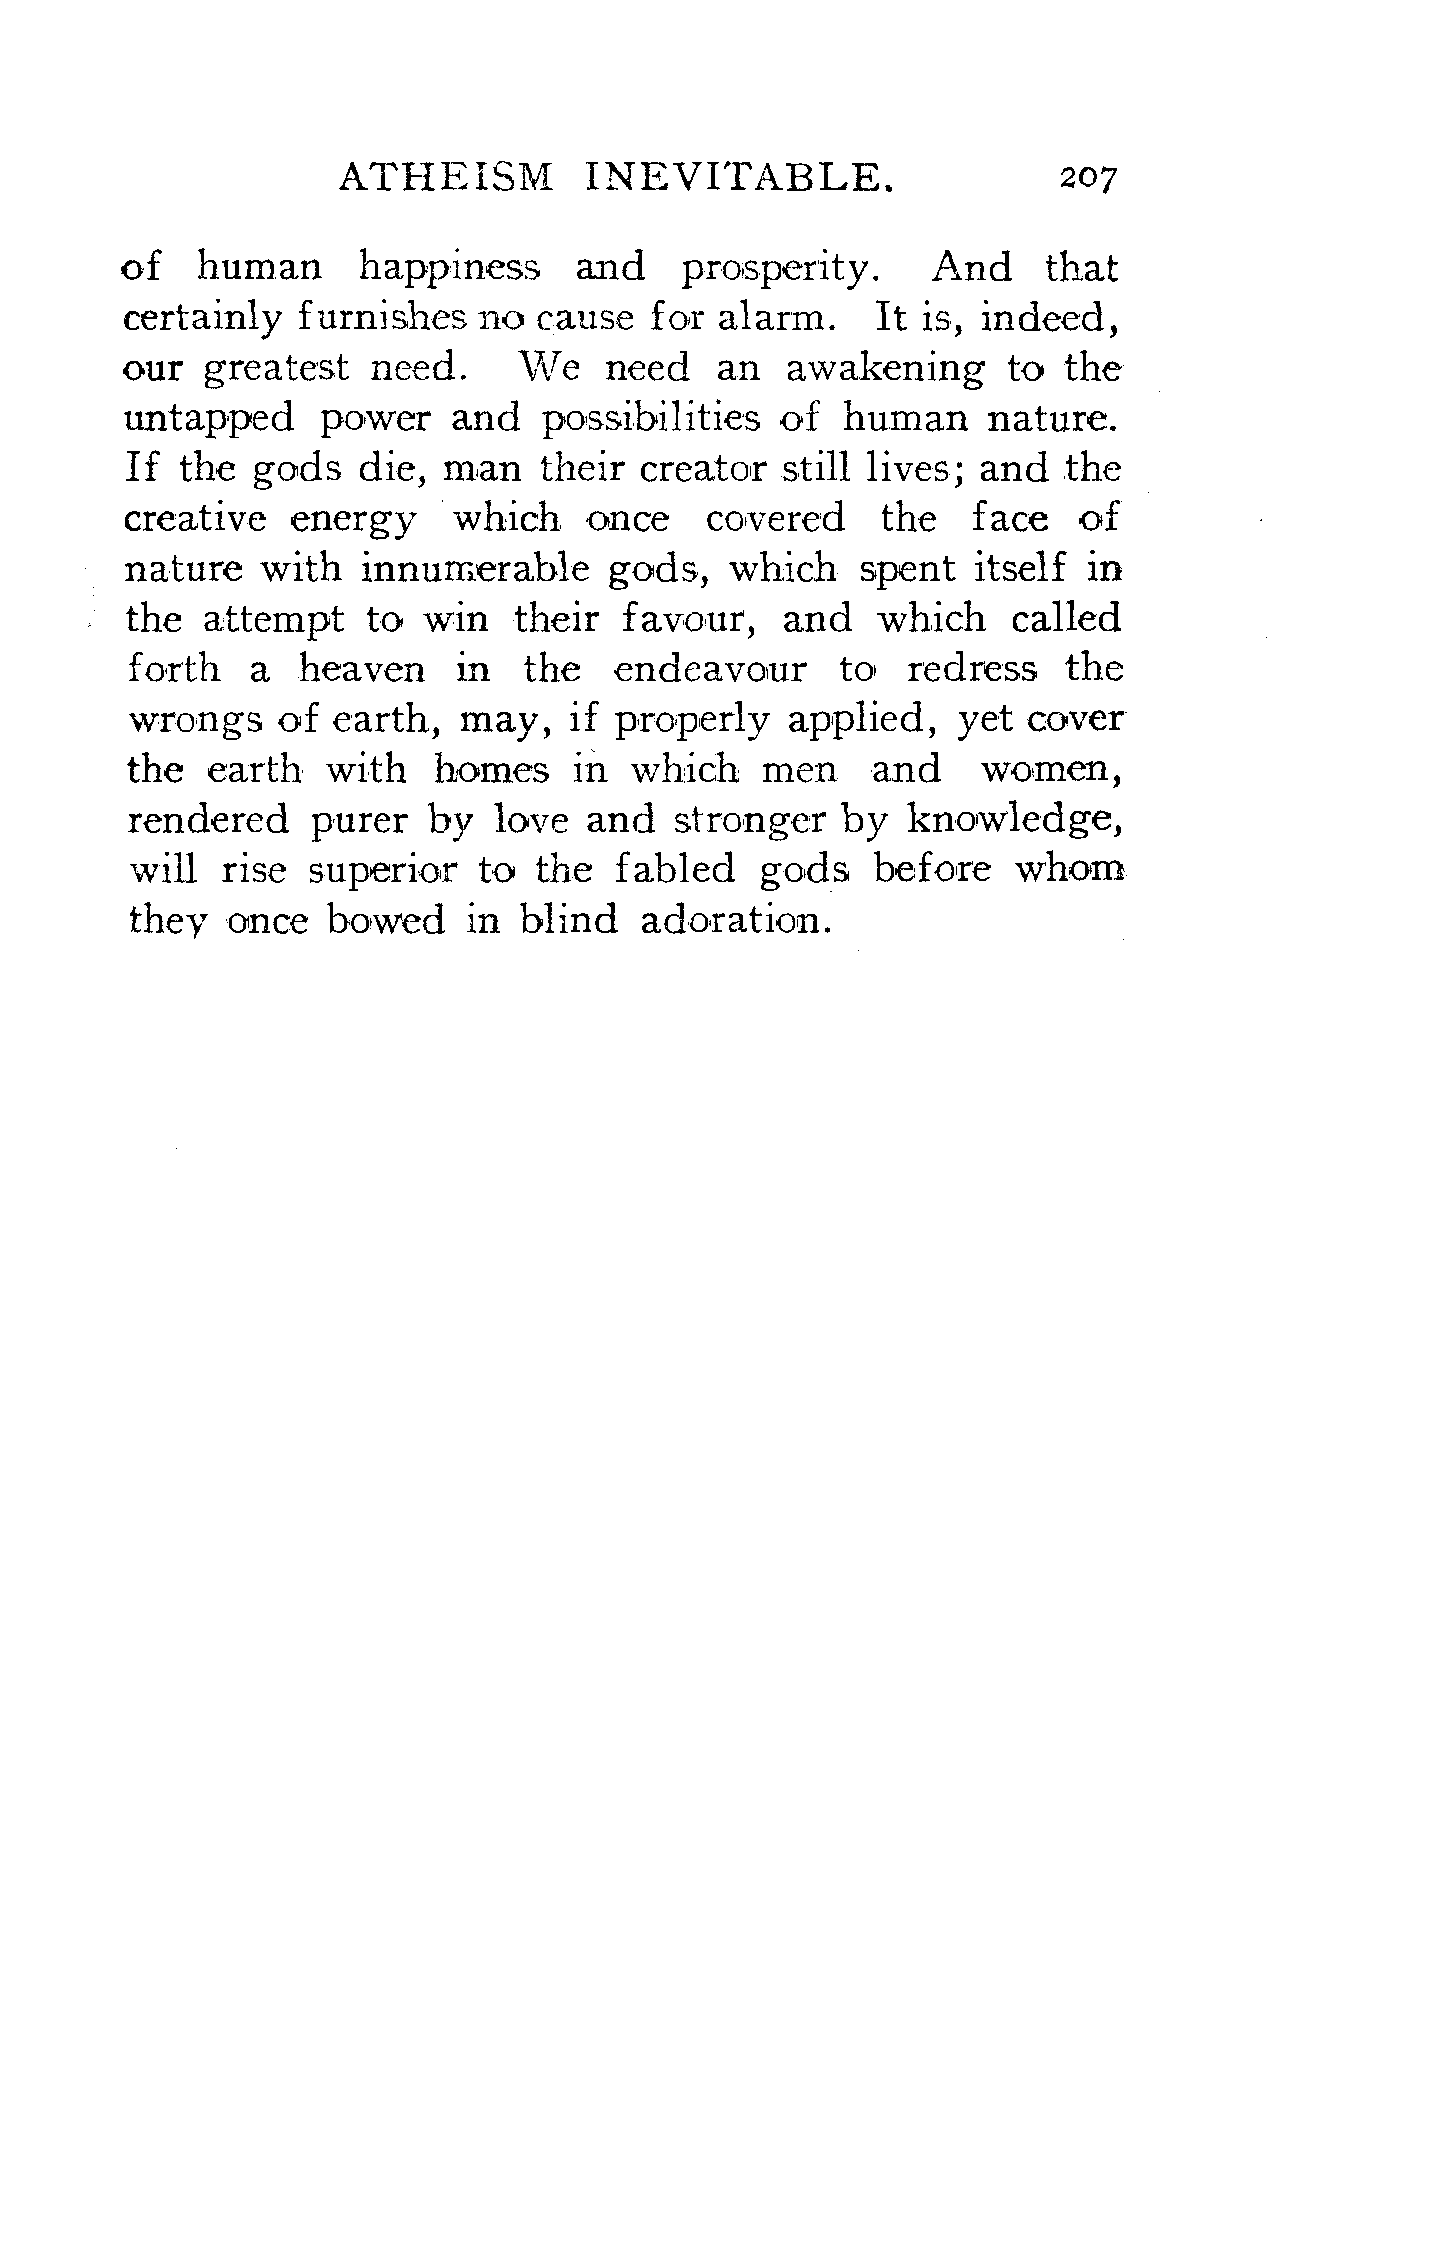 ATHEISM INEVITABLE. 207
of human happiness and prosperity. And that
certainly furnishes no cause for alarm. It is, indeed,
our greatest need. We need an awakening to the
untapped power and possibilities of human nature.
If the gods die, man their creator still lives; and the
creative energy which once covered the face of
nature with innumerable gods, which spent itself in
the attempt to win their favour, and which called
forth a heaven in the endeavour to redress the
wrongs of earth, may, if properly applied, yet cover
the earth with homes in which men and women,
rendered purer by love and stronger by knowledge,
will rise superior to the fabled gods before whom
they once bowed in blind adoration.